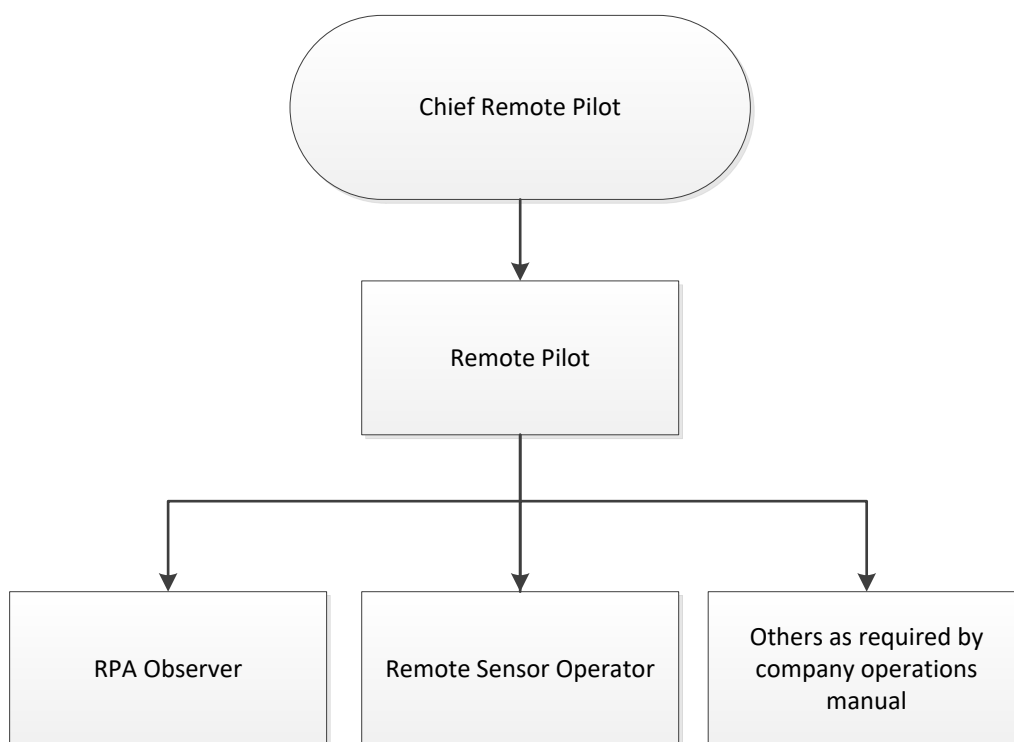 Chief Remote Pilot
Remote Pilot
RPA Observer
Remote Sensor Operator
Others as required by
company operations
manual